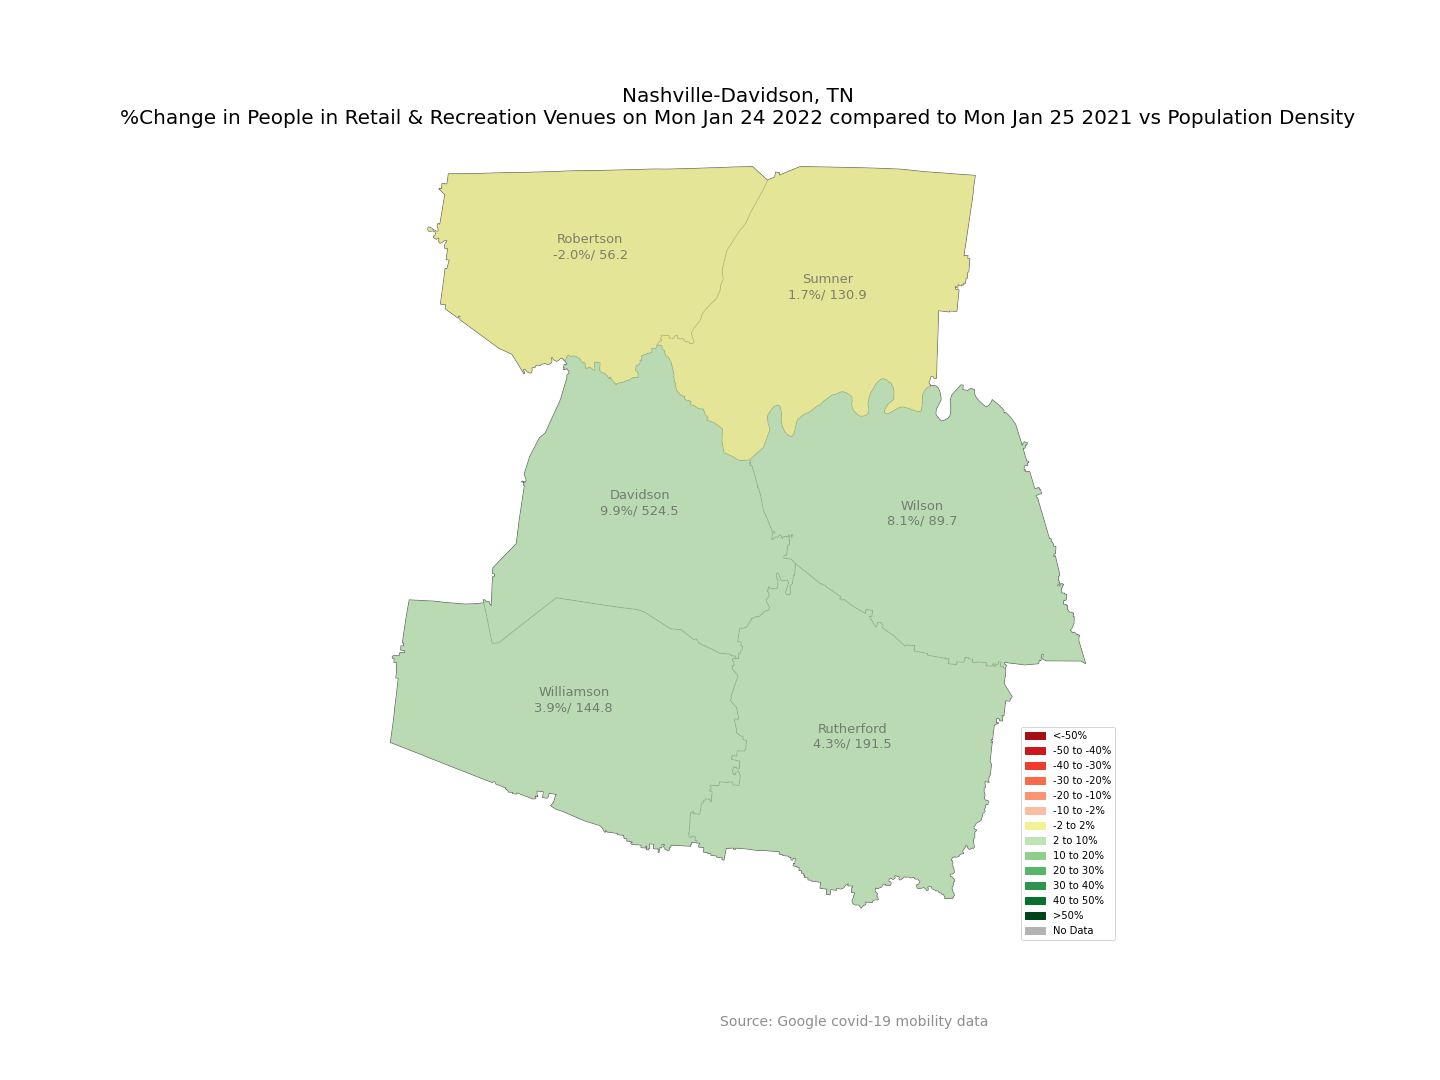 Nashville-Davidson, TN
%Change in People in Retail & Recreation Venues on Mon Jan 24 2022 compared to Mon Jan 25 2021 vs Population Density
Robertson
-2.0%/ 56.2
Sumner
1.7%/ 130.9
Davidson
9.9%/ 524.5
Wilson
8.1%/ 89.7
Williamson
3.9%/ 144.8
Rutherford
4.3%/ 191.5
<-50%
-50 to -40%
-40 to -30%
-30 to -20%
-20 to -10%
-10 to -2%
-2 to 2%
2 to 10%
10 to 20%
20 to 30%
30 to 40%
40 to 50%
>50%
No Data
Source: Google covid-19 mobility data